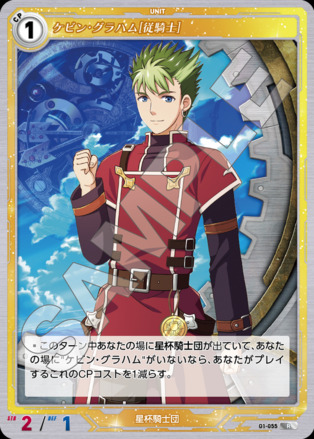 UNIT
CP
1
ケビン・グラハム[従騎士]
SAMPLE
・このターン中あなたの場に星杯騎士団が出ていて、あなた
の場に"ケビン・グラハム"がいないなら、あなたがプレイ
するこれのCPコストを1減らす。
星杯騎士団
STR 2 / DEF 1
01-055